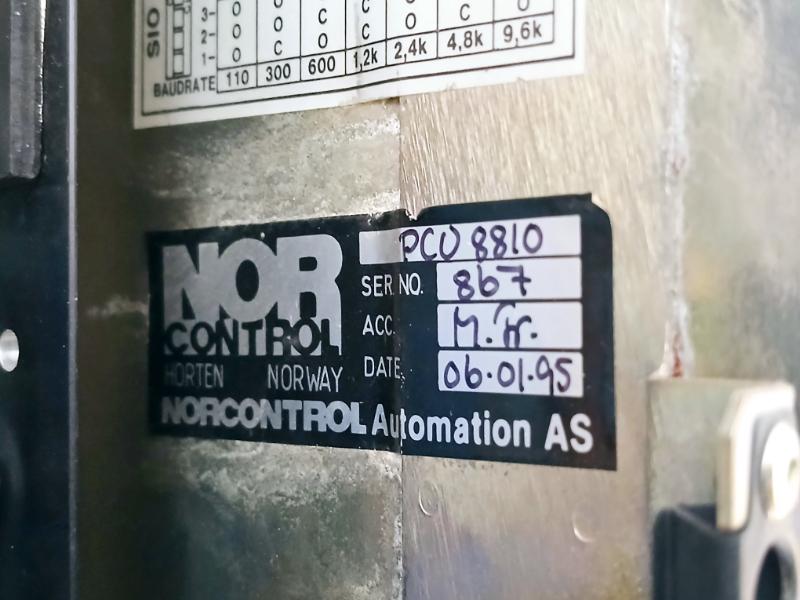 SIO
3- O O C C O C O
2- O O O C O
1- O C O
BAUDRATE 110 300 600 1,2k 2,4k 4,8k 9,6k
NOR
CONTROL
HORTEN NORWAY
PCU 8810
SER.NO. 867
ACC.
DATE 06.01.95
NORCONTROL Automation AS